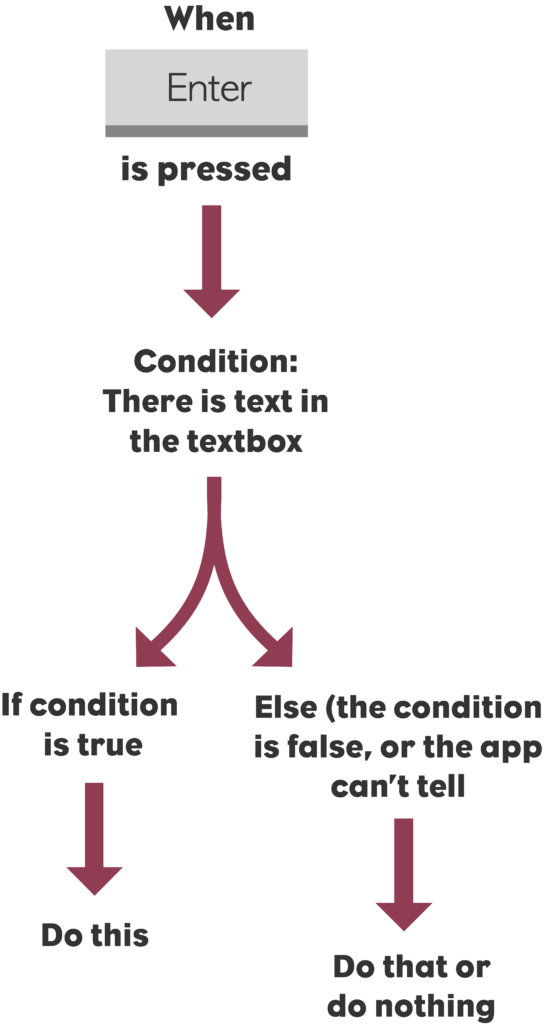 When
Enter
is pressed
Condition:
There is text in
the textbox
If condition
is true
Else (the condition
is false, or the app
can't tell
Do this
Do that or
do nothing